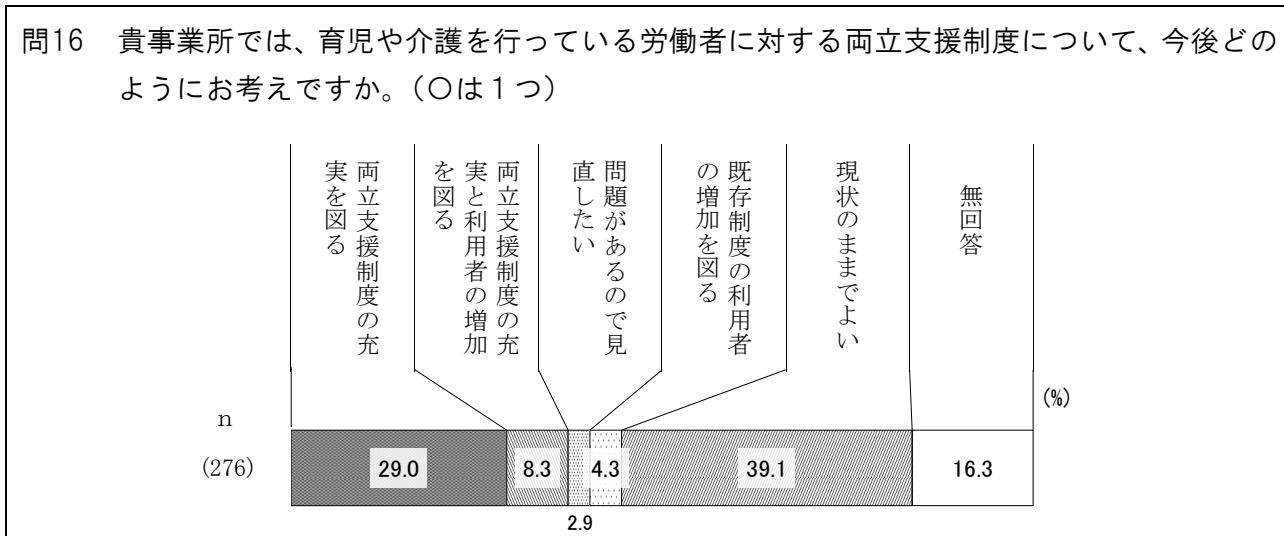 問16　貴事業所では、育児や介護を行っている労働者に対する両立支援制度について、今後どの
ようにお考えですか。（〇は１つ）
両立支援制度の充
実を図る
両立支援制度の充
実と利用者の増加
を図る
問題があるので見
直したい
既存制度の利用者
の増加を図る
現状のままでよい
無回答
(%)
n
(276)
29.0
8.3
2.9
4.3
39.1
16.3